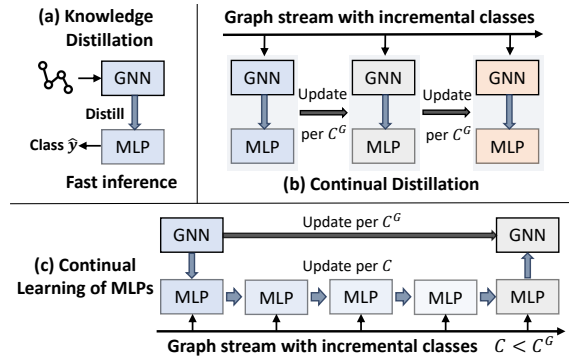 (a) Knowledge
Distillation
GNN
Distill
Class ŷ
MLP
Fast inference
Graph stream with incremental classes
GNN
GNN
GNN
Update
per C^G
Update
per C^G
MLP
MLP
MLP
(b) Continual Distillation
GNN
Update per C^G
GNN
(c) Continual
Learning of MLPs
Update per C
MLP
MLP
MLP
MLP
MLP
Graph stream with incremental classes C < C^G